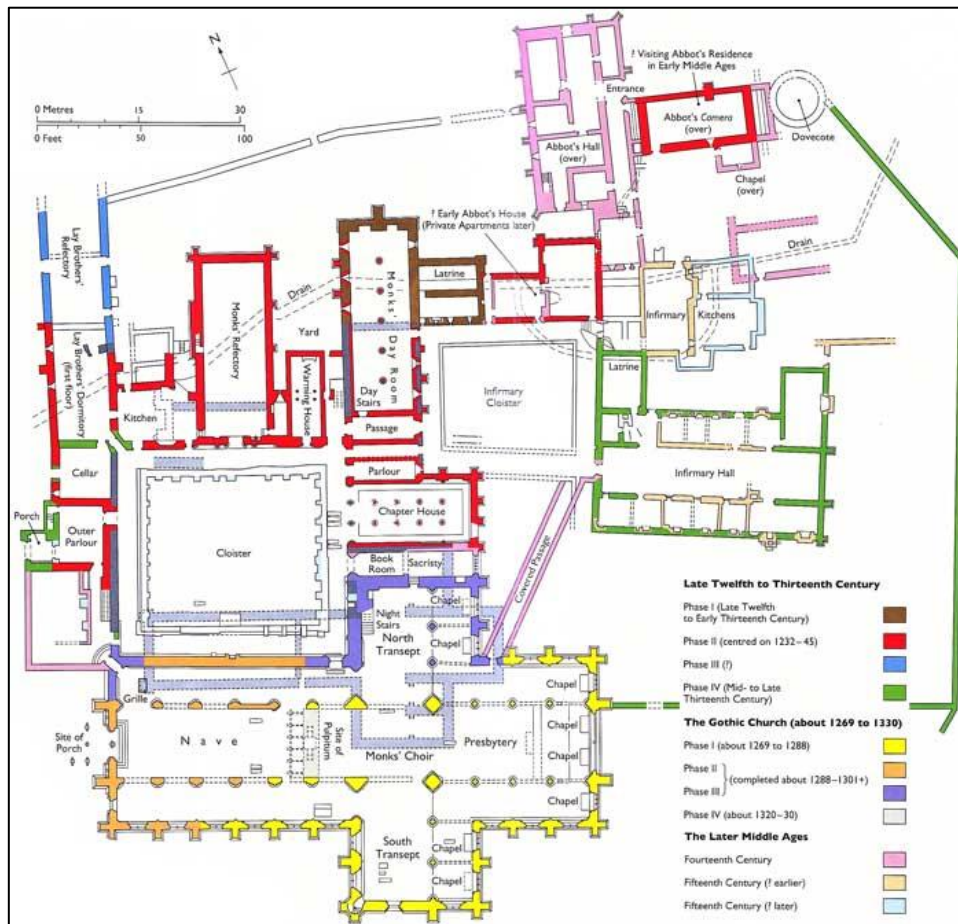 N
0 Metres 15 30
0 Feet 50 100
? Visiting Abbot's Residence
in Early Middle Ages
Entrance
Abbot's Camera
(over)
Dovecote
Abbot's Hall
(over)
Chapel
(over)
? Early Abbot's House
(Private Apartments later)
Drain
Lay Brothers'
Refectory
Monks' Refectory
Drain
Yard
Monks'
Day Room
Latrine
Infirmary
Kitchens
Lay Brothers' Dormitory
(first floor)
Kitchen
Warming House
Day
Stairs
Infirmary
Cloister
Latrine
Passage
Parlour
Infirmary Hall
Cellar
Porch
Outer
Parlour
Cloister
Chapter House
Book
Room
Sacristy
Covered Passage
Night
Stairs
North
Transept
Chapel
Chapel
Grille
Site of
Porch
Nave
Site of
Pulpitum
Monks' Choir
Presbytery
Chapel
Chapel
Chapel
Chapel
South
Transept
Chapel
Chapel
Late Twelfth to Thirteenth Century
Phase I (Late Twelfth
to Early Thirteenth Century)
Phase II (centred on 1232–45)
Phase III (?)
Phase IV (Mid- to Late
Thirteenth Century)
The Gothic Church (about 1269 to 1330)
Phase I (about 1269 to 1288)
Phase II
(completed about 1288–1301+)
Phase III
Phase IV (about 1320–30)
The Later Middle Ages
Fourteenth Century
Fifteenth Century (? earlier)
Fifteenth Century (? later)